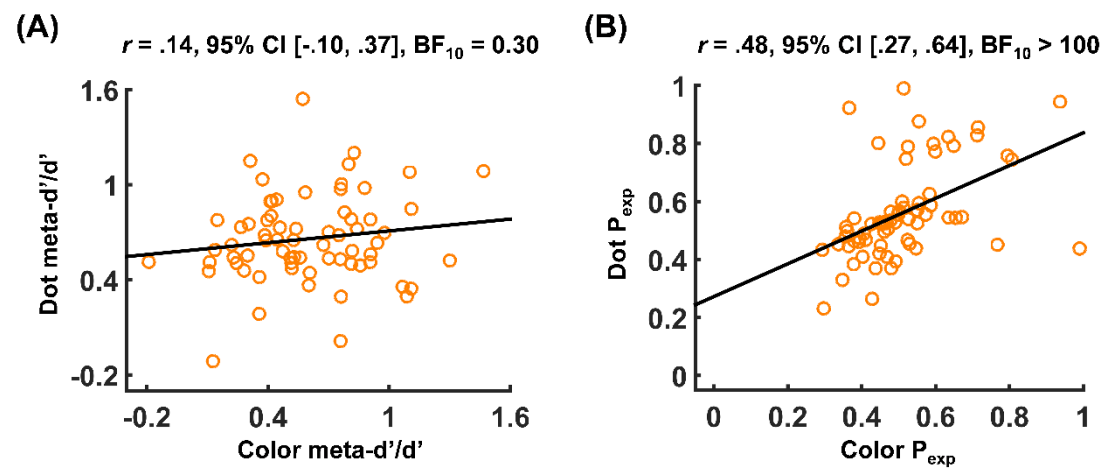 (A)
r = .14, 95% CI [-.10, .37], BF10 = 0.30
1.6
1
0.4
-0.2
Dot meta-d’/d’
-0.2 0.4 1 1.6
Color meta-d’/d’
(B)
r = .48, 95% CI [.27, .64], BF10 > 100
1
0.8
0.6
0.4
0.2
0
Dot Pexp
0 0.2 0.4 0.6 0.8 1
Color Pexp